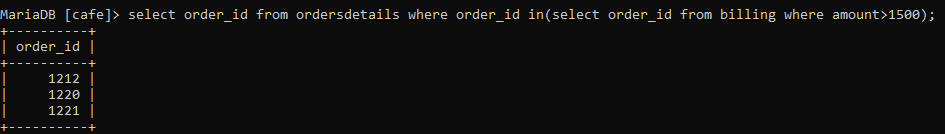 MariaDB [cafe]> select order_id from ordersdetails where order_id in(select order_id from billing where amount>1500);
+----------+
| order_id |
+----------+
|     1212 |
|     1220 |
|     1221 |
+----------+